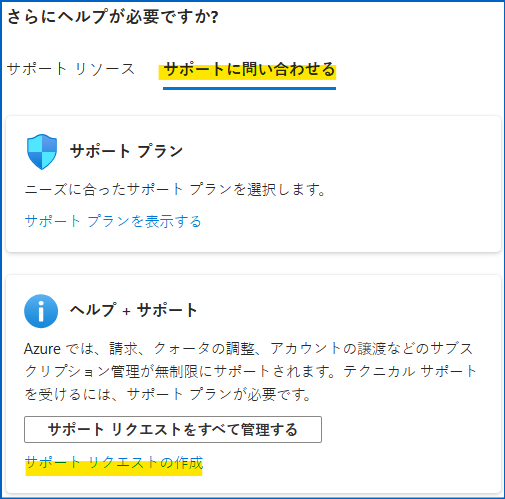 さらにヘルプが必要ですか?
サポート リソース
サポートに問い合わせる
サポート プラン
ニーズに合ったサポート プランを選択します。
サポート プランを表示する
ヘルプ + サポート
Azure では、請求、クォータの調整、アカウントの譲渡などのサブス
クリプション管理が無制限にサポートされます。テクニカル サポート
を受けるには、サポート プランが必要です。
サポート リクエストをすべて管理する
サポート リクエストの作成